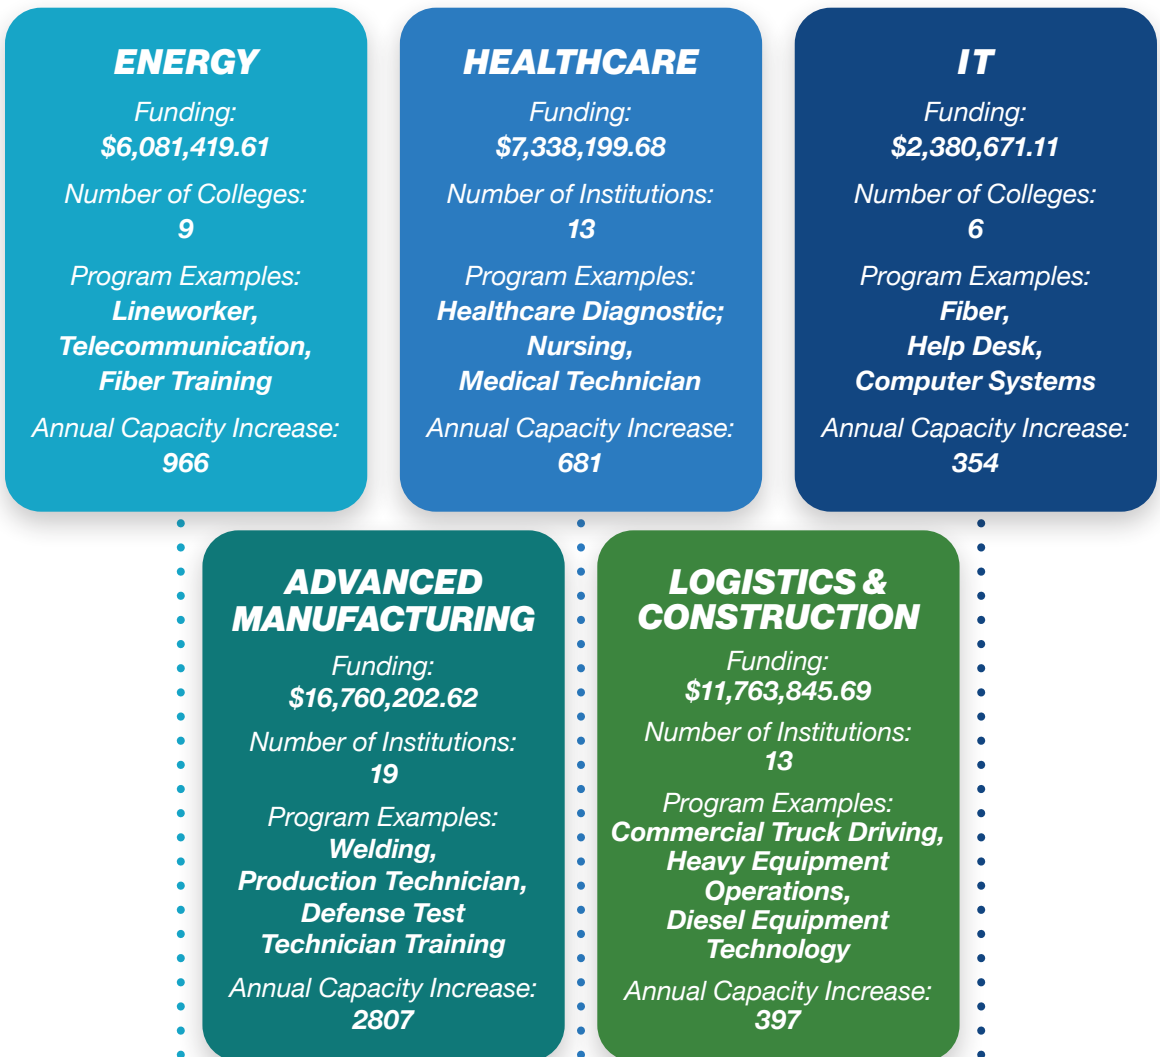 ENERGY
Funding:
$6,081,419.61
Number of Colleges:
9
Program Examples:
Lineworker,
Telecommunication,
Fiber Training
Annual Capacity Increase:
966
HEALTHCARE
Funding:
$7,338,199.68
Number of Institutions:
13
Program Examples:
Healthcare Diagnostic;
Nursing,
Medical Technician
Annual Capacity Increase:
681
IT
Funding:
$2,380,671.11
Number of Colleges:
6
Program Examples:
Fiber,
Help Desk,
Computer Systems
Annual Capacity Increase:
354
ADVANCED
MANUFACTURING
Funding:
$16,760,202.62
Number of Institutions:
19
Program Examples:
Welding,
Production Technician,
Defense Test
Technician Training
Annual Capacity Increase:
2807
LOGISTICS &
CONSTRUCTION
Funding:
$11,763,845.69
Number of Institutions:
13
Program Examples:
Commercial Truck Driving,
Heavy Equipment
Operations,
Diesel Equipment
Technology
Annual Capacity Increase:
397